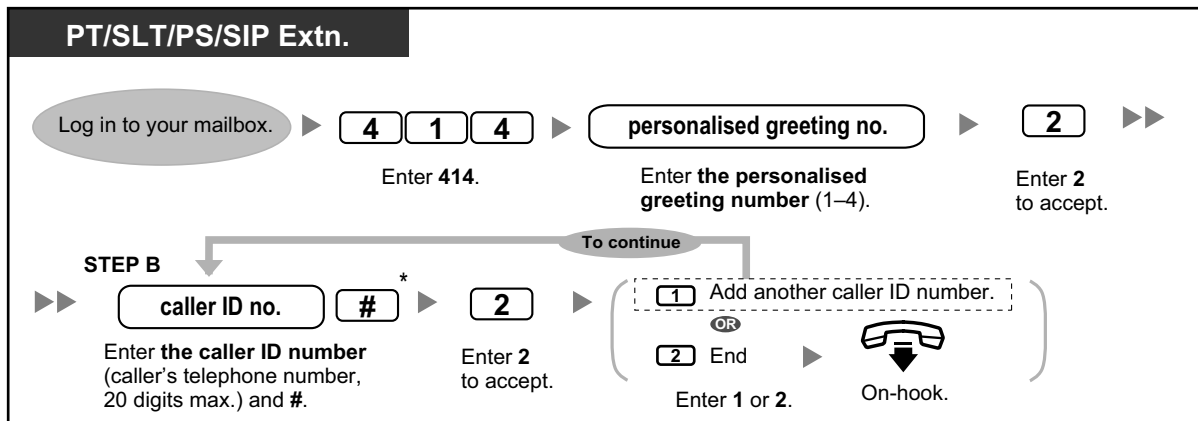 PT/SLT/PS/SIP Extn.
Log in to your mailbox.
4 1 4
personalised greeting no.
2
Enter 414.
Enter the personalised
greeting number (1–4).
Enter 2
to accept.
To continue
STEP B
caller ID no.
# *
2
1 Add another caller ID number.
OR
2 End
Enter the caller ID number
(caller's telephone number,
20 digits max.) and #.
Enter 2
to accept.
Enter 1 or 2.
On-hook.